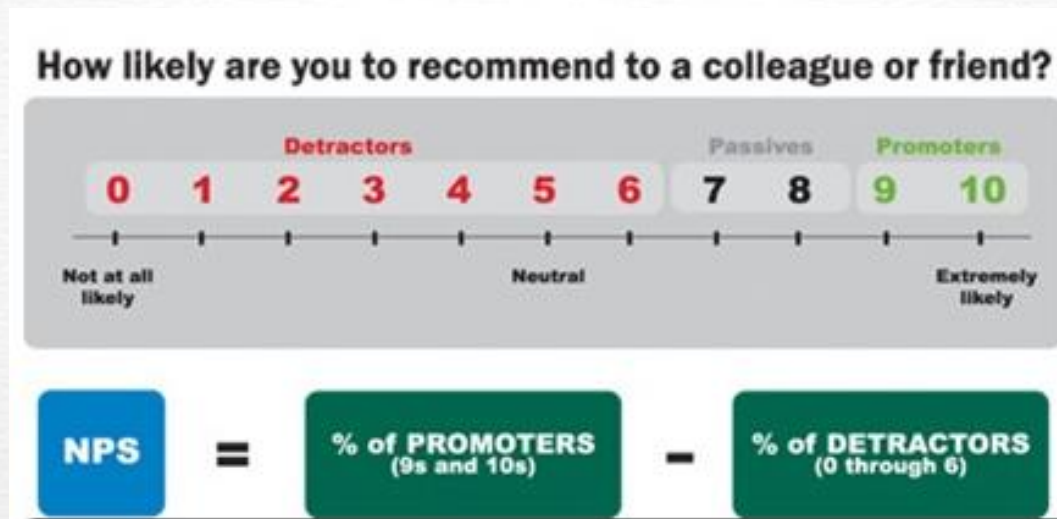 How likely are you to recommend to a colleague or friend?
Detractors Passives Promoters
0 1 2 3 4 5 6 7 8 9 10
Not at all likely Neutral Extremely likely
NPS = % of PROMOTERS (9s and 10s) - % of DETRACTORS (0 through 6)